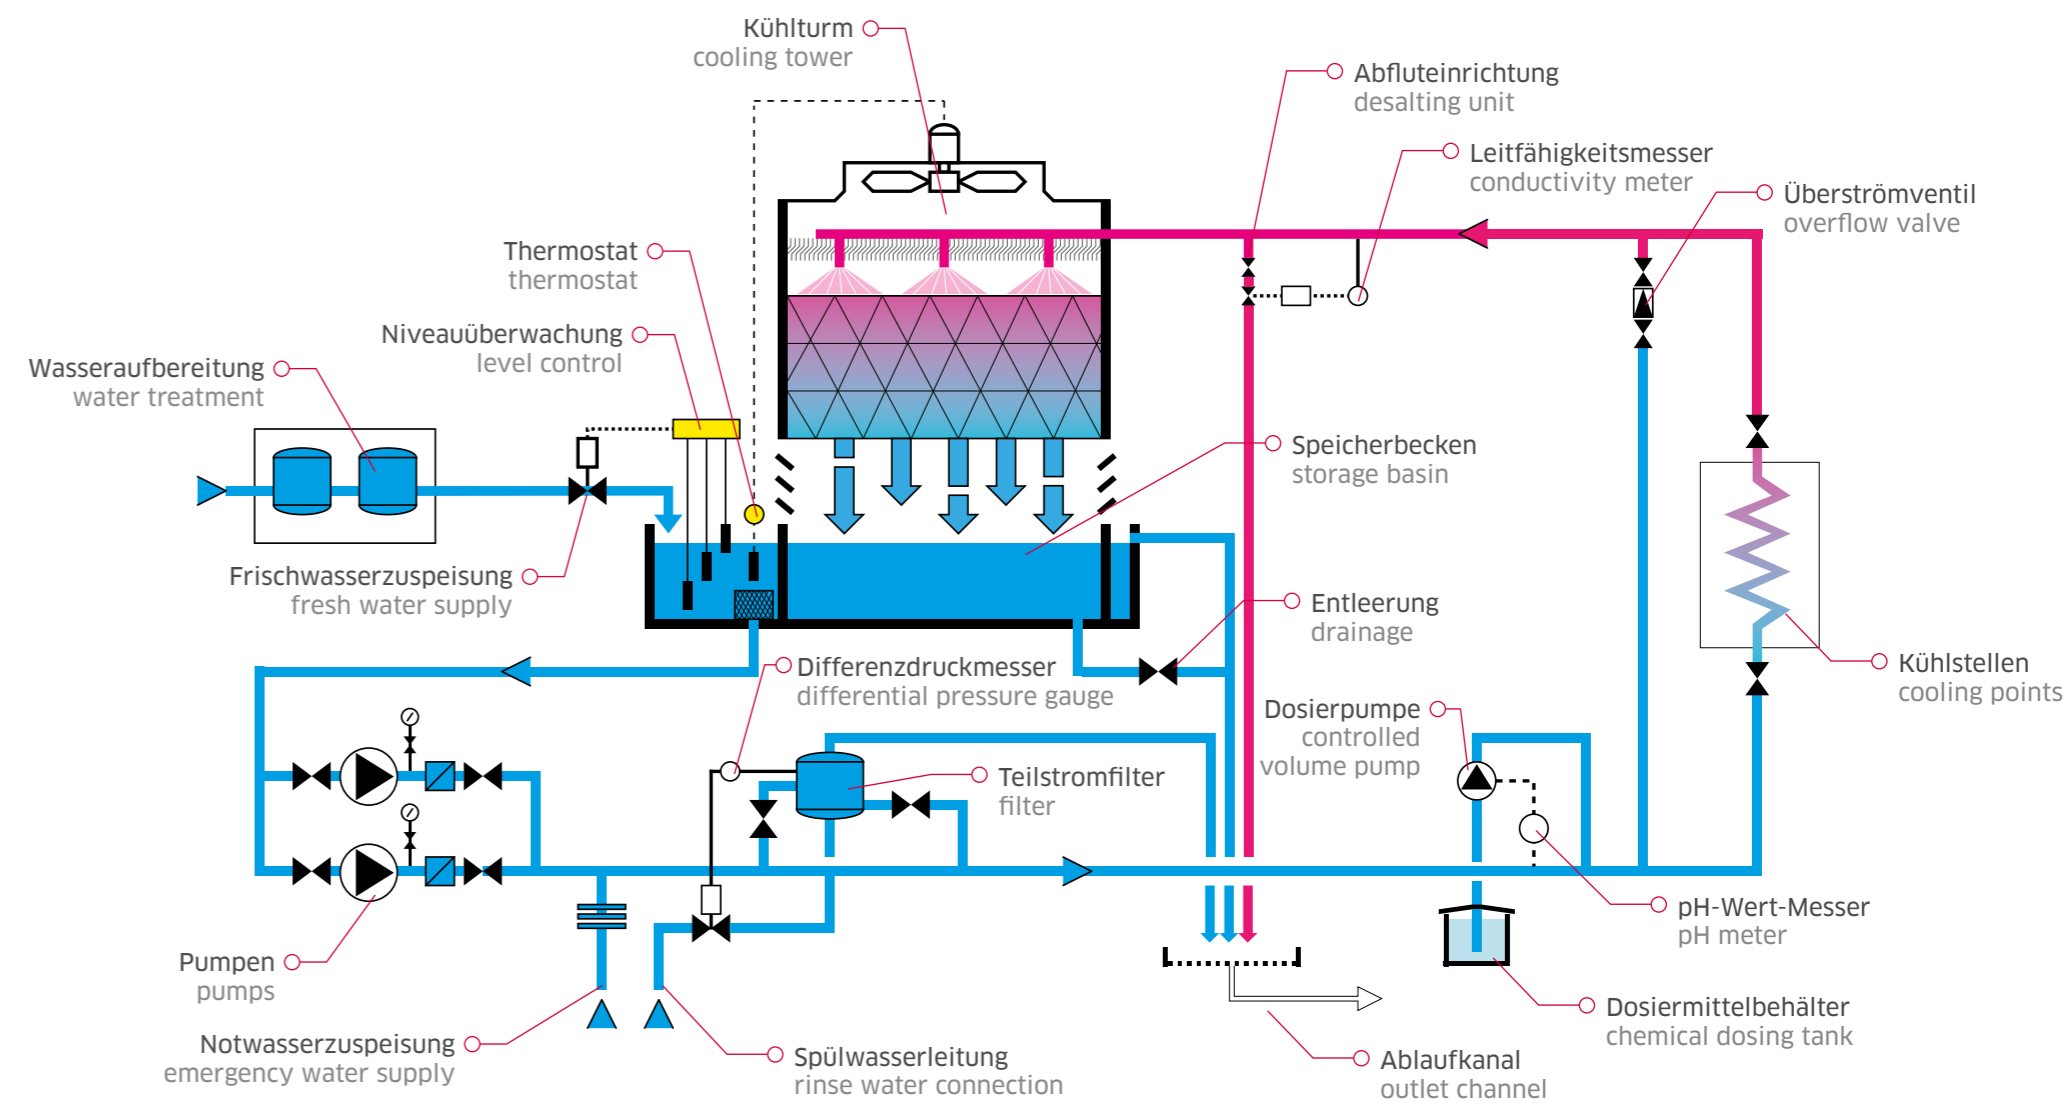 Kühlturm
cooling tower
Abfluteinrichtung
desalting unit
Leitfähigkeitsmesser
conductivity meter
Überströmventil
overflow valve
Thermostat
thermostat
Niveauüberwachung
level control
Wasseraufbereitung
water treatment
Speicherbecken
storage basin
Frischwasserzuspeisung
fresh water supply
Entleerung
drainage
Differenzdruckmesser
differential pressure gauge
Kühlstellen
cooling points
Dosierpumpe
controlled
volume pump
Teilstromfilter
filter
pH-Wert-Messer
pH meter
Pumpen
pumps
Dosiermittelbehälter
chemical dosing tank
Notwasserzuspeisung
emergency water supply
Spülwasserleitung
rinse water connection
Ablaufkanal
outlet channel